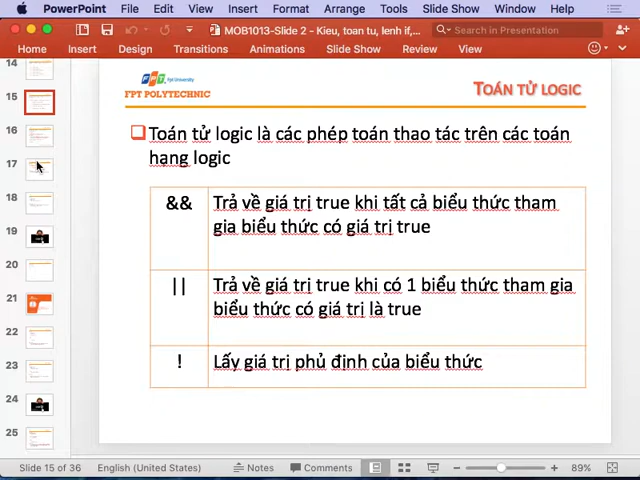 PowerPoint File Edit View Insert Format Arrange Tools Slide Show Window Help
MOB1013-Slide 2 - Kieu, toan tu, lenh if,... Search in Presentation
Home Insert Design Transitions Animations Slide Show Review View
14
15
16
17
18
19
20
21
22
23
24
25
FPT Fpt University
FPT POLYTECHNIC
TOÁN TỬ LOGIC
Toán tử logic là các phép toán thao tác trên các toán
hạng logic
&& Trả về giá trị true khi tất cả biểu thức tham
gia biểu thức có giá trị true
|| Trả về giá trị true khi có 1 biểu thức tham gia
biểu thức có giá trị là true
! Lấy giá trị phủ định của biểu thức
Slide 15 of 36 English (United States) Notes Comments 89%